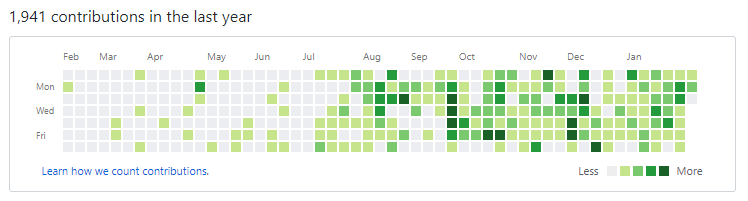 1,941 contributions in the last year
Feb Mar Apr May Jun Jul Aug Sep Oct Nov Dec Jan
Mon
Wed
Fri
Learn how we count contributions. Less More